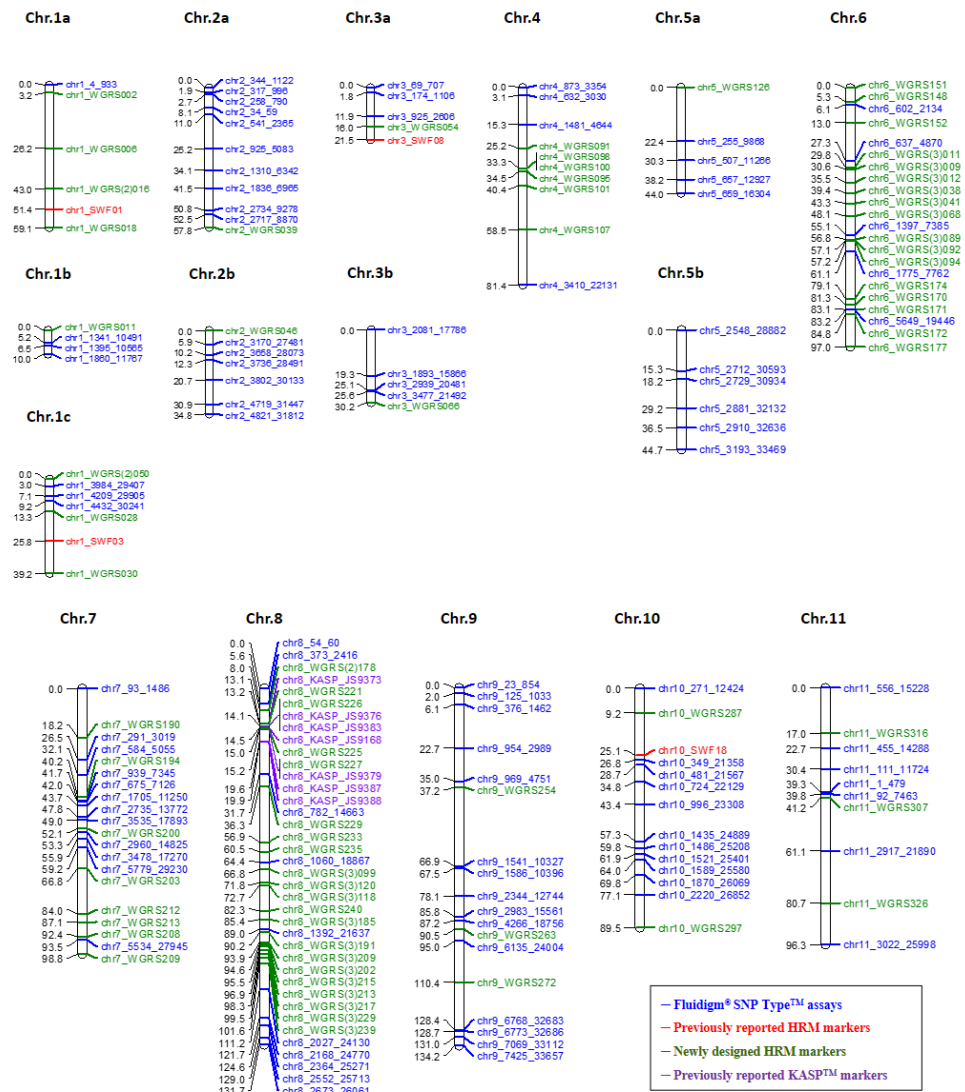 Chr.1a
0.0 chr1_4_933
3.2 chr1_WGRS002
26.2 chr1_WGRS006
43.0 chr1_WGRS(2)016
51.4 chr1_SWF01
59.1 chr1_WGRS018
Chr.2a
0.0 chr2_344_1122
1.9 chr2_317_996
2.7 chr2_258_790
8.1 chr2_34_59
11.0 chr2_541_2365
25.2 chr2_925_5083
34.1 chr2_1310_6342
41.5 chr2_1836_6965
50.8 chr2_2734_9278
52.5 chr2_2717_8870
57.8 chr2_WGRS039
Chr.3a
0.0 chr3_69_707
1.8 chr3_174_1106
11.9 chr3_925_2606
16.0 chr3_WGRS054
21.5 chr3_SWF08
Chr.4
0.0 chr4_873_3354
3.1 chr4_632_3030
15.3 chr4_1481_4644
25.2 chr4_WGRS091
chr4_WGRS098
33.3 chr4_WGRS100
34.5 chr4_WGRS095
40.4 chr4_WGRS101
58.5 chr4_WGRS107
81.4 chr4_3410_22131
Chr.5a
0.0 chr5_WGRS126
22.4 chr5_255_9868
30.3 chr5_507_11266
38.2 chr5_657_12927
44.0 chr5_659_16304
Chr.6
0.0 chr6_WGRS151
5.3 chr6_WGRS148
6.1 chr6_602_2134
13.0 chr6_WGRS152
27.3 chr6_637_4870
29.8 chr6_WGRS(3)011
30.6 chr6_WGRS(3)009
35.5 chr6_WGRS(3)012
39.4 chr6_WGRS(3)038
43.3 chr6_WGRS(3)041
48.1 chr6_WGRS(3)068
55.1 chr6_1397_7385
56.8 chr6_WGRS(3)089
57.1 chr6_WGRS(3)092
57.2 chr6_WGRS(3)094
61.1 chr6_1775_7762
79.1 chr6_WGRS174
81.3 chr6_WGRS170
83.1 chr6_WGRS171
83.2 chr6_5649_19446
84.8 chr6_WGRS172
97.0 chr6_WGRS177
Chr.1b
0.0 chr1_WGRS011
5.2 chr1_1341_10491
6.5 chr1_1395_10565
10.0 chr1_1860_11767
Chr.2b
0.0 chr2_WGRS046
5.9 chr2_3170_27481
10.2 chr2_3658_28073
12.3 chr2_3736_28491
20.7 chr2_3802_30133
30.9 chr2_4719_31447
34.8 chr2_4821_31812
Chr.3b
0.0 chr3_2081_17786
19.3 chr3_1893_15866
25.1 chr3_2939_20481
25.6 chr3_3477_21492
30.2 chr3_WGRS066
Chr.5b
0.0 chr5_2548_28882
15.3 chr5_2712_30593
18.2 chr5_2729_30934
29.2 chr5_2881_32132
36.5 chr5_2910_32636
44.7 chr5_3193_33469
Chr.1c
0.0 chr1_WGRS(2)050
3.0 chr1_3984_29407
7.1 chr1_4209_29905
9.2 chr1_4432_30241
13.3 chr1_WGRS028
25.8 chr1_SWF03
39.2 chr1_WGRS030
Chr.7
0.0 chr7_93_1486
18.2 chr7_WGRS190
26.5 chr7_291_3019
32.1 chr7_584_5055
40.2 chr7_WGRS194
41.7 chr7_939_7345
42.0 chr7_675_7126
43.7 chr7_1705_11250
47.8 chr7_2735_13772
49.0 chr7_3535_17893
52.1 chr7_WGRS200
53.3 chr7_2960_14825
55.9 chr7_3478_17270
59.2 chr7_5779_29230
66.8 chr7_WGRS203
84.0 chr7_WGRS212
87.1 chr7_WGRS213
92.4 chr7_WGRS208
93.5 chr7_5534_27945
98.8 chr7_WGRS209
Chr.8
0.0 chr8_54_60
5.6 chr8_373_2416
8.0 chr8_WGRS(2)178
13.1 chr8_KASP_JS9373
13.2 chr8_WGRS221
chr8_WGRS226
14.1 chr8_KASP_JS9376
chr8_KASP_JS9383
14.5 chr8_KASP_JS9168
15.0 chr8_WGRS225
chr8_WGRS227
15.2 chr8_KASP_JS9379
19.6 chr8_KASP_JS9387
19.9 chr8_KASP_JS9388
31.7 chr8_782_14663
36.3 chr8_WGRS229
56.9 chr8_WGRS233
60.5 chr8_WGRS235
64.4 chr8_1060_18867
66.8 chr8_WGRS(3)099
71.8 chr8_WGRS(3)120
72.7 chr8_WGRS(3)118
82.3 chr8_WGRS240
85.4 chr8_WGRS(3)185
89.0 chr8_1392_21637
90.2 chr8_WGRS(3)191
93.9 chr8_WGRS(3)209
94.6 chr8_WGRS(3)202
95.5 chr8_WGRS(3)215
96.9 chr8_WGRS(3)213
98.3 chr8_WGRS(3)217
99.5 chr8_WGRS(3)229
101.6 chr8_WGRS(3)239
111.2 chr8_2027_24130
121.7 chr8_2168_24770
124.6 chr8_2364_25271
129.0 chr8_2552_25713
131.7 chr8_2673_26061
Chr.9
0.0 chr9_23_854
2.0 chr9_125_1033
6.1 chr9_376_1462
22.7 chr9_954_2989
35.0 chr9_969_4751
37.2 chr9_WGRS254
66.9 chr9_1541_10327
67.5 chr9_1586_10396
78.1 chr9_2344_12744
85.8 chr9_2983_15561
87.2 chr9_4266_18756
90.5 chr9_WGRS263
95.0 chr9_6135_24004
110.4 chr9_WGRS272
128.4 chr9_6768_32683
128.7 chr9_6773_32686
131.0 chr9_7069_33112
134.2 chr9_7425_33657
Chr.10
0.0 chr10_271_12424
9.2 chr10_WGRS287
25.1 chr10_SWF18
26.8 chr10_349_21358
28.7 chr10_481_21567
34.8 chr10_724_22129
43.4 chr10_996_23308
57.3 chr10_1435_24889
59.8 chr10_1486_25208
61.9 chr10_1521_25401
64.0 chr10_1589_25580
69.8 chr10_1870_26069
77.1 chr10_2220_26852
89.5 chr10_WGRS297
Chr.11
0.0 chr11_556_15228
17.0 chr11_WGRS316
22.7 chr11_455_14288
30.4 chr11_111_11724
39.3 chr11_1_479
39.8 chr11_92_7463
41.2 chr11_WGRS307
61.1 chr11_2917_21890
80.7 chr11_WGRS326
96.3 chr11_3022_25998
Fluidigm® SNP Type™ assays
Previously reported HRM markers
Newly designed HRM markers
Previously reported KASP™ markers